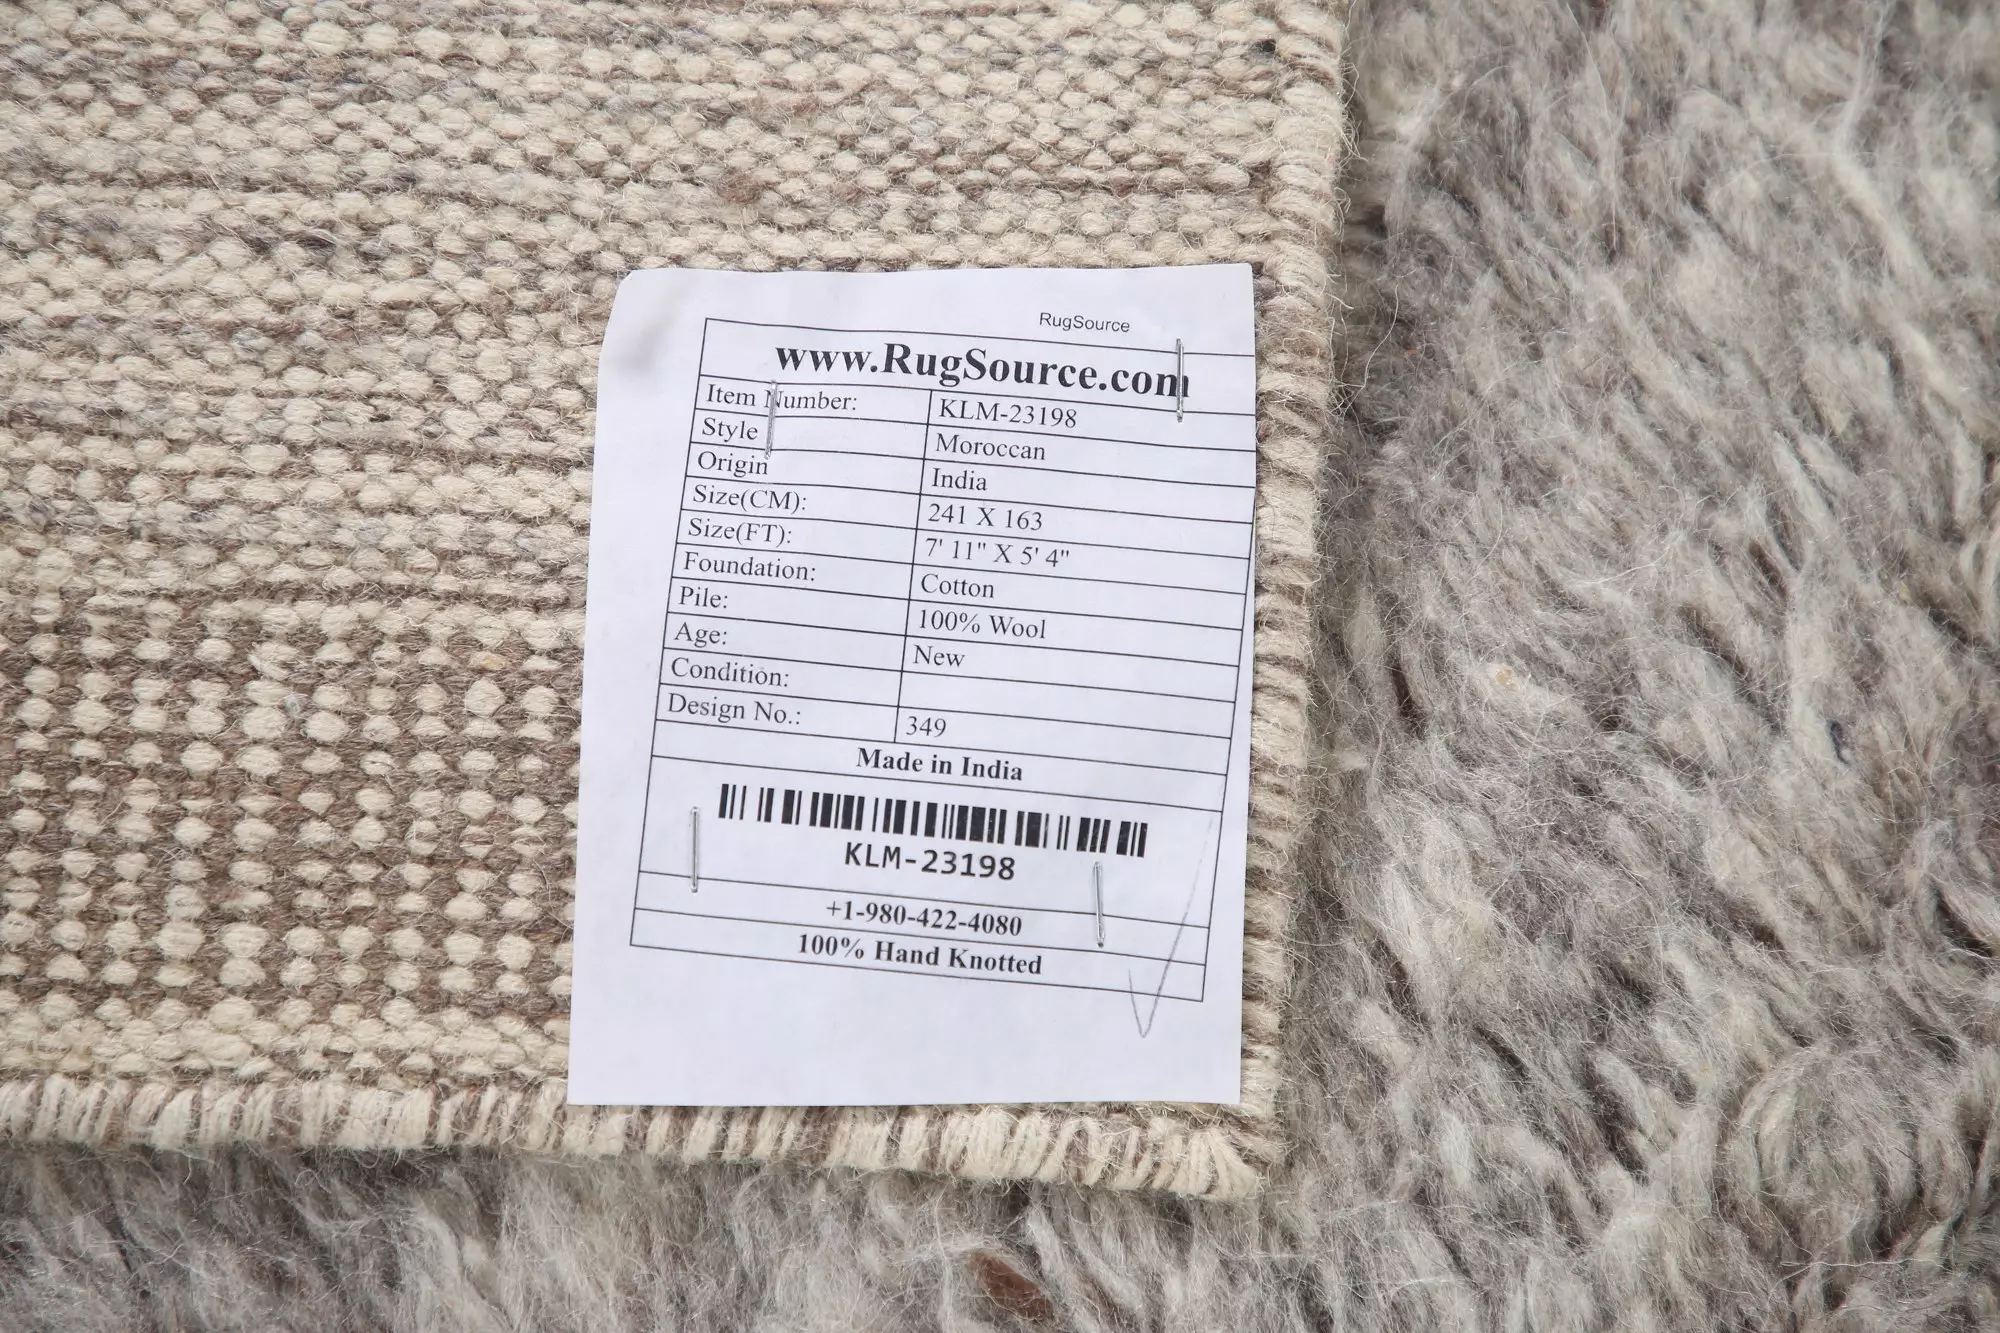 RugSource
www.RugSource.com
Item Number: KLM-23198
Style Moroccan
Origin India
Size(CM): 241 X 163
Size(FT): 7' 11" X 5' 4"
Foundation: Cotton
Pile: 100% Wool
Age: New
Condition:
Design No.: 349
Made in India
KLM-23198
+1-980-422-4080
100% Hand Knotted